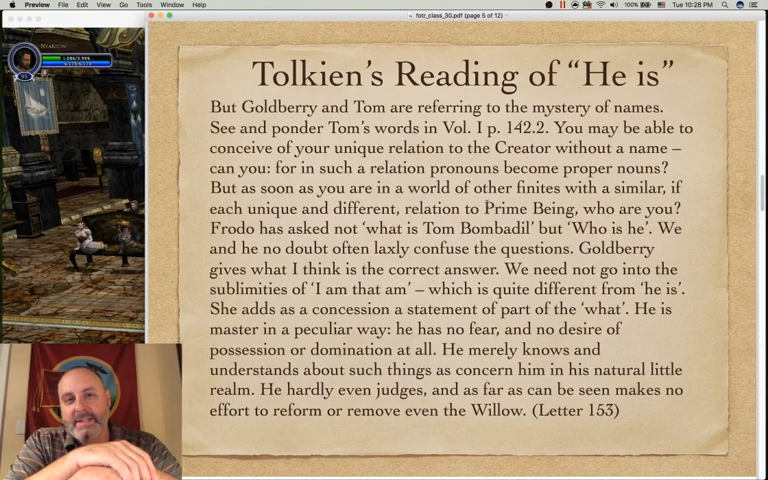 Preview File Edit View Go Tools Window Help
100% Tue 10:28 PM
fotr_class_30.pdf (page 5 of 12)
Tolkien's Reading of "He is"
But Goldberry and Tom are referring to the mystery of names.
See and ponder Tom's words in Vol. I p. 142.2. You may be able to
conceive of your unique relation to the Creator without a name –
can you: for in such a relation pronouns become proper nouns?
But as soon as you are in a world of other finites with a similar, if
each unique and different, relation to Prime Being, who are you?
Frodo has asked not 'what is Tom Bombadil' but 'Who is he'. We
and he no doubt often laxly confuse the questions. Goldberry
gives what I think is the correct answer. We need not go into the
sublimities of 'I am that am' – which is quite different from 'he is'.
She adds as a concession a statement of part of the 'what'. He is
master in a peculiar way: he has no fear, and no desire of
possession or domination at all. He merely knows and
understands about such things as concern him in his natural little
realm. He hardly even judges, and as far as can be seen makes no
effort to reform or remove even the Willow. (Letter 153)